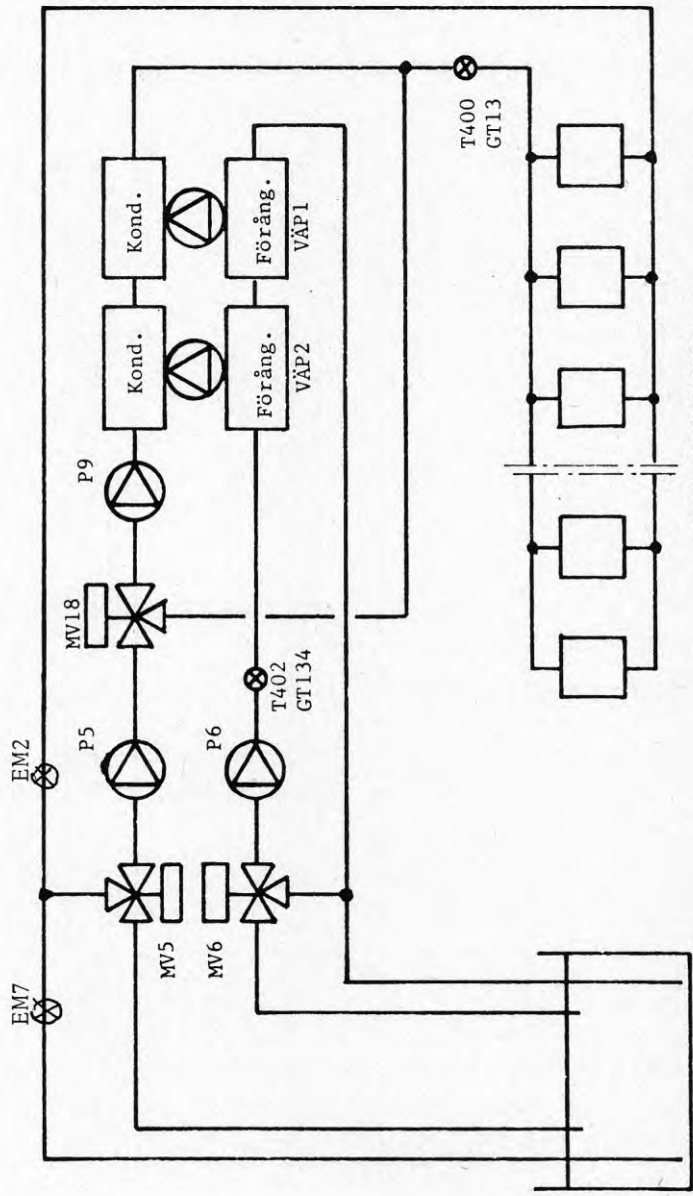 EM7
EM2
MV5
P5
MV18
P9
Kond.
Kond.
MV6
P6
T402
GT134
Förång.
VÄP2
Förång.
VÄP1
T400
GT13